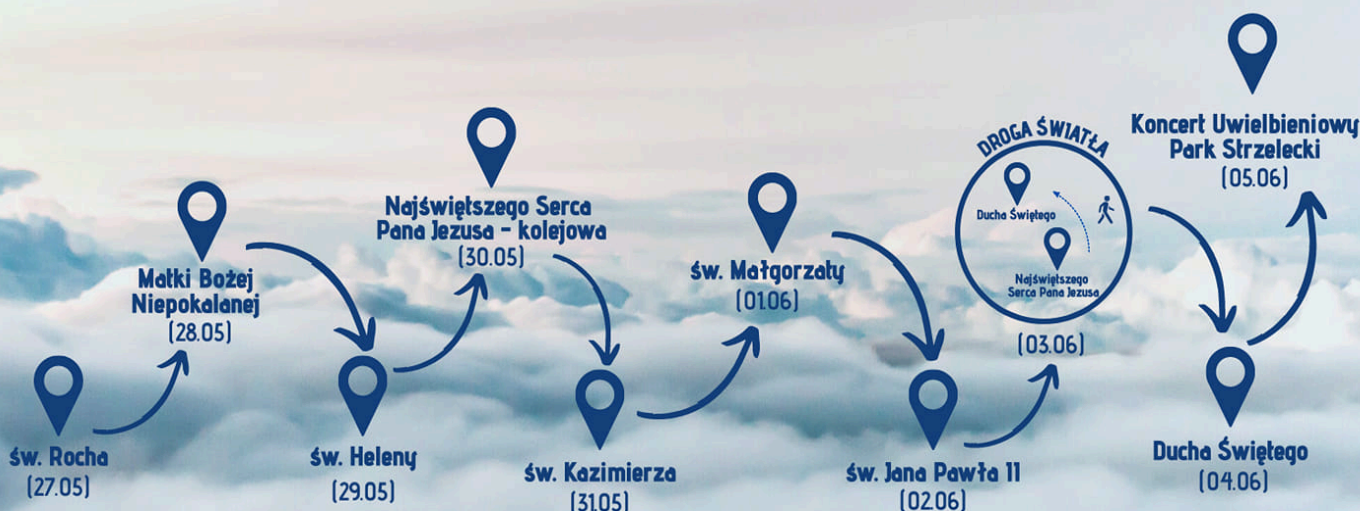 św. Rocha
(27.05)
Matki Bożej
Niepokalanej
(28.05)
św. Heleny
(29.05)
Najświętszego Serca
Pana Jezusa - kolejowa
(30.05)
św. Kazimierza
(31.05)
św. Małgorzaty
(01.06)
św. Jana Pawła II
(02.06)
DROGA ŚWIATŁA
Ducha Świętego
Najświętszego
Serca Pana Jezusa
(03.06)
Ducha Świętego
(04.06)
Koncert Uwielbieniowy
Park Strzelecki
(05.06)